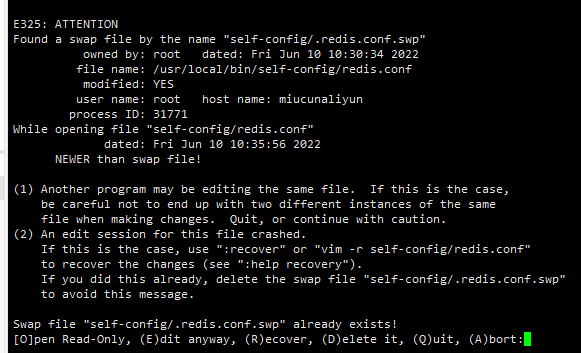 E325: ATTENTION
Found a swap file by the name "self-config/.redis.conf.swp"
owned by: root   dated: Fri Jun 10 10:30:34 2022
file name: /usr/local/bin/self-config/redis.conf
modified: YES
user name: root   host name: miucunaliyun
process ID: 31771
While opening file "self-config/redis.conf"
dated: Fri Jun 10 10:35:56 2022
NEWER than swap file!
(1) Another program may be editing the same file.  If this is the case,
be careful not to end up with two different instances of the same
file when making changes.  Quit, or continue with caution.
(2) An edit session for this file crashed.
If this is the case, use ":recover" or "vim -r self-config/redis.conf"
to recover the changes (see ":help recovery").
If you did this already, delete the swap file "self-config/.redis.conf.swp"
to avoid this message.
Swap file "self-config/.redis.conf.swp" already exists!
[O]pen Read-Only, (E)dit anyway, (R)ecover, (D)elete it, (Q)uit, (A)bort: